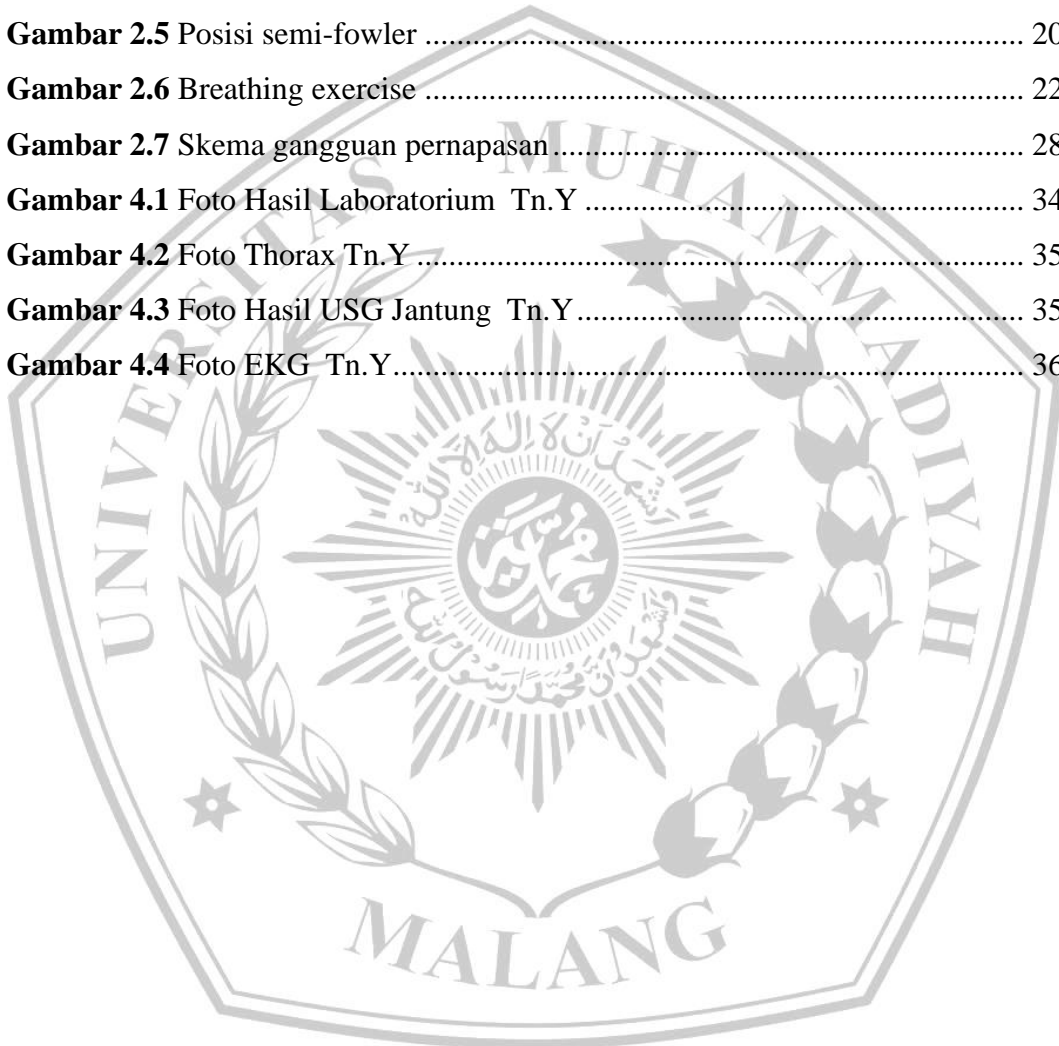 Gambar 2.5 Posisi semi-fowler ........................................................................ 20
Gambar 2.6 Breathing exercise ........................................................................ 22
Gambar 2.7 Skema gangguan pernapasan ........................................................ 28
Gambar 4.1 Foto Hasil Laboratorium Tn.Y .................................................... 34
Gambar 4.2 Foto Thorax Tn.Y ......................................................................... 35
Gambar 4.3 Foto Hasil USG Jantung Tn.Y ..................................................... 35
Gambar 4.4 Foto EKG Tn.Y ............................................................................ 36
UNIVERSITAS MUHAMMADIYAH
MALANG